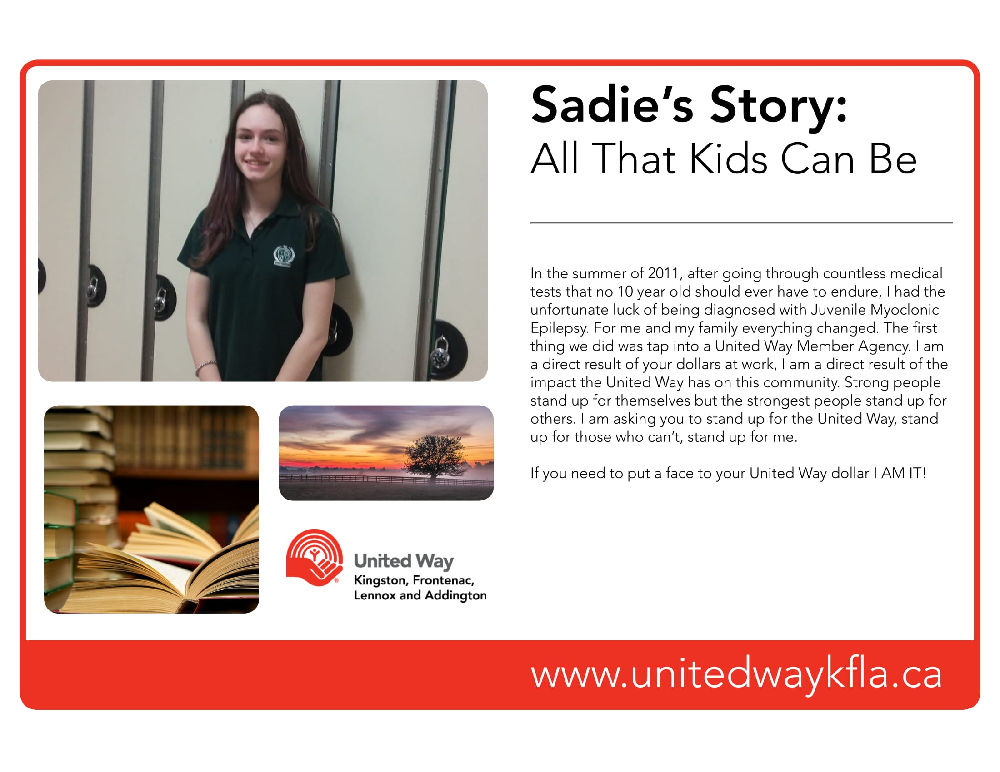 Sadie's Story:
All That Kids Can Be
In the summer of 2011, after going through countless medical
tests that no 10 year old should ever have to endure, I had the
unfortunate luck of being diagnosed with Juvenile Myoclonic
Epilepsy. For me and my family everything changed. The first
thing we did was tap into a United Way Member Agency. I am
a direct result of your dollars at work, I am a direct result of the
impact the United Way has on this community. Strong people
stand up for themselves but the strongest people stand up for
others. I am asking you to stand up for the United Way, stand
up for those who can't, stand up for me.
If you need to put a face to your United Way dollar I AM IT!
United Way
Kingston, Frontenac,
Lennox and Addington
www.unitedwaykfla.ca